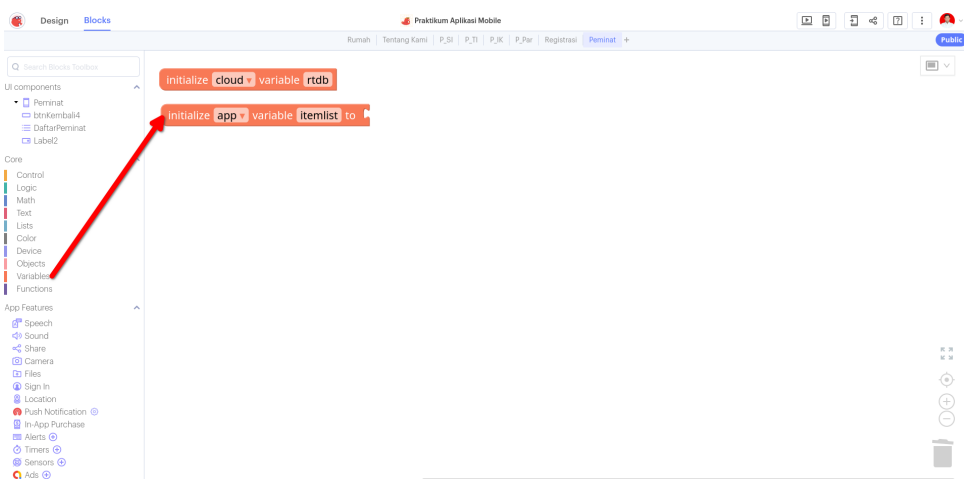 Design Blocks Praktikum Aplikasi Mobile
Rumah Tentang Kami P_SI P_TI P_IK P_Par Registrasi Peminat +
Public
Search Blocks Toolbox
UI components
Peminat
btnKembali4
DaftarPeminat
Label2
Core
Control
Logic
Math
Text
Lists
Color
Device
Objects
Variables
Functions
App Features
Speech
Sound
Share
Camera
Files
Sign In
Location
Push Notification
In-App Purchase
Alerts
Timers
Sensors
Ads
initialize cloud variable rtdb
initialize app variable itemlist to